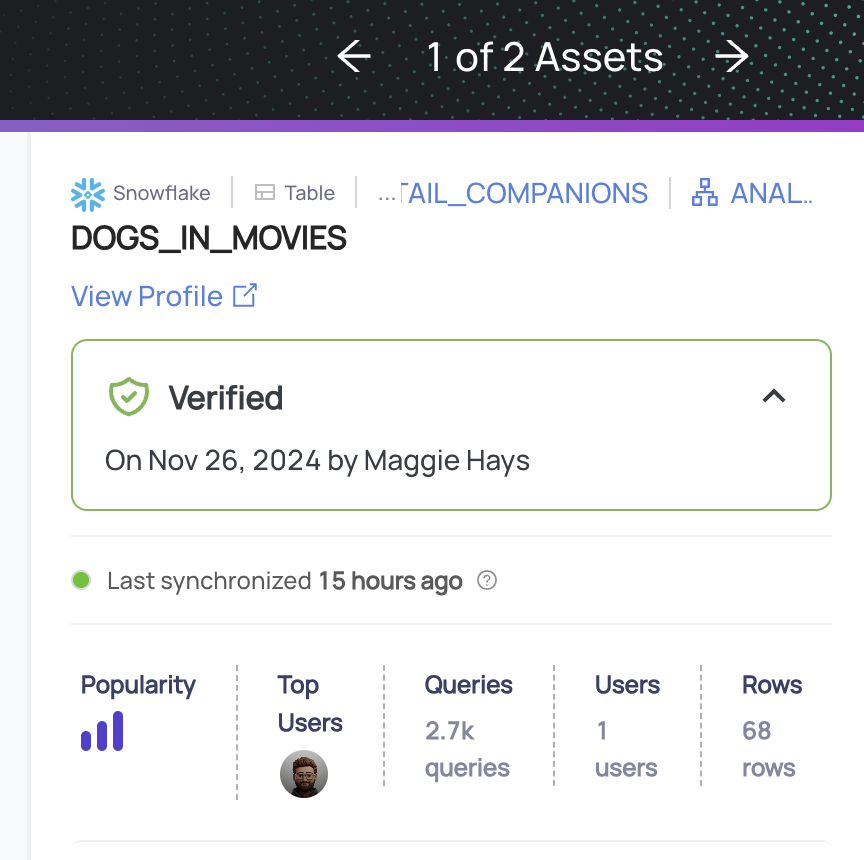 1 of 2 Assets
Snowflake Table ...TAIL_COMPANIONS ANAL...
DOGS_IN_MOVIES
View Profile
Verified
On Nov 26, 2024 by Maggie Hays
Last synchronized 15 hours ago
Popularity Top Users Queries Users Rows
2.7k queries 1 users 68 rows